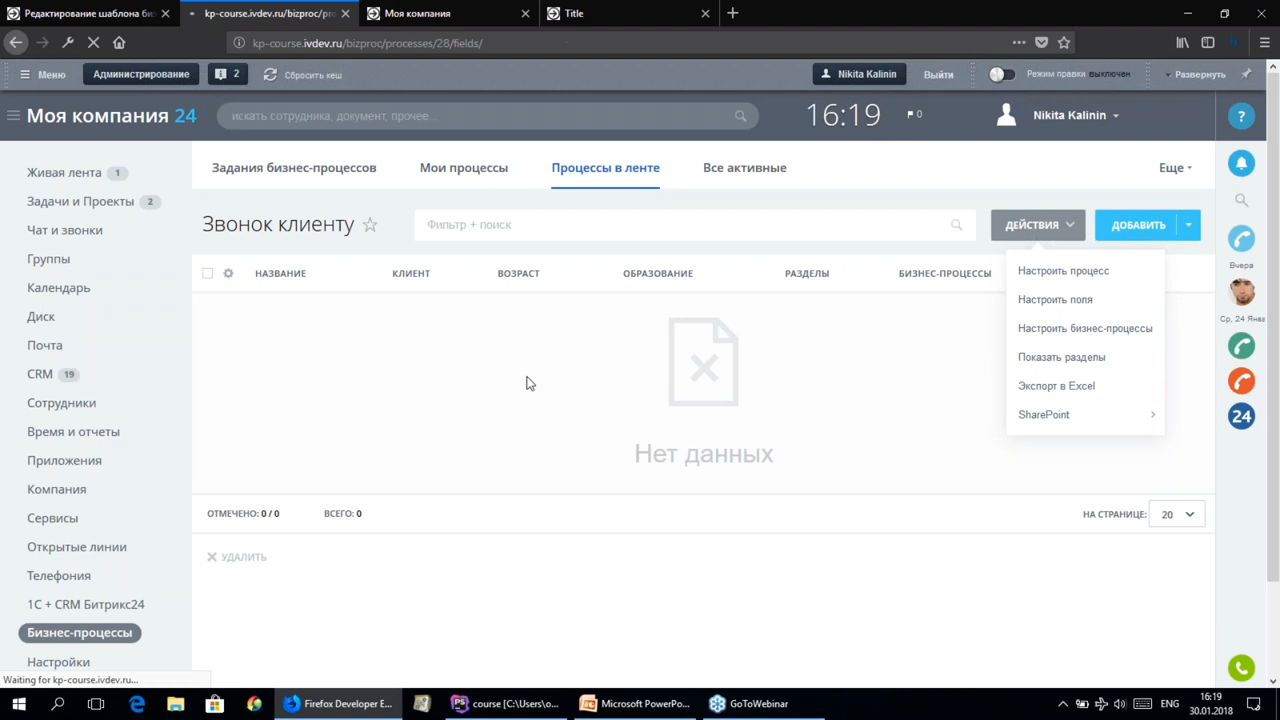 Редактирование шаблона би
kp-course.ivdev.ru/bizproc/pro
Моя компания
Title
kp-course.ivdev.ru/bizproc/processes/28/fields/
Меню
Администрирование
2
Сбросить кеш
Nikita Kalinin
Выйти
Режим правки выключен
Развернуть
Моя компания 24
искать сотрудника, документ, прочее...
16:19
0
Nikita Kalinin
?
Живая лента 1
Задачи и Проекты 2
Чат и звонки
Группы
Календарь
Диск
Почта
CRM 19
Сотрудники
Время и отчеты
Приложения
Компания
Сервисы
Открытые линии
Телефония
1С + CRM Битрикс24
Бизнес-процессы
Настройки
Задания бизнес-процессов
Мои процессы
Процессы в ленте
Все активные
Еще
Звонок клиенту
Фильтр + поиск
ДЕЙСТВИЯ
ДОБАВИТЬ
НАЗВАНИЕ
КЛИЕНТ
ВОЗРАСТ
ОБРАЗОВАНИЕ
РАЗДЕЛЫ
БИЗНЕС-ПРОЦЕССЫ
Настроить процесс
Настроить поля
Настроить бизнес-процессы
Показать разделы
Экспорт в Excel
SharePoint
Нет данных
ОТМЕЧЕНО: 0 / 0
ВСЕГО: 0
НА СТРАНИЦЕ: 20
УДАЛИТЬ
Вчера
Ср, 24 Янва
24
Waiting for kp-course.ivdev.ru...
Firefox Developer E...
course [C:\Users\o...
Microsoft PowerPo...
GoToWebinar
ENG
16:19
30.01.2018